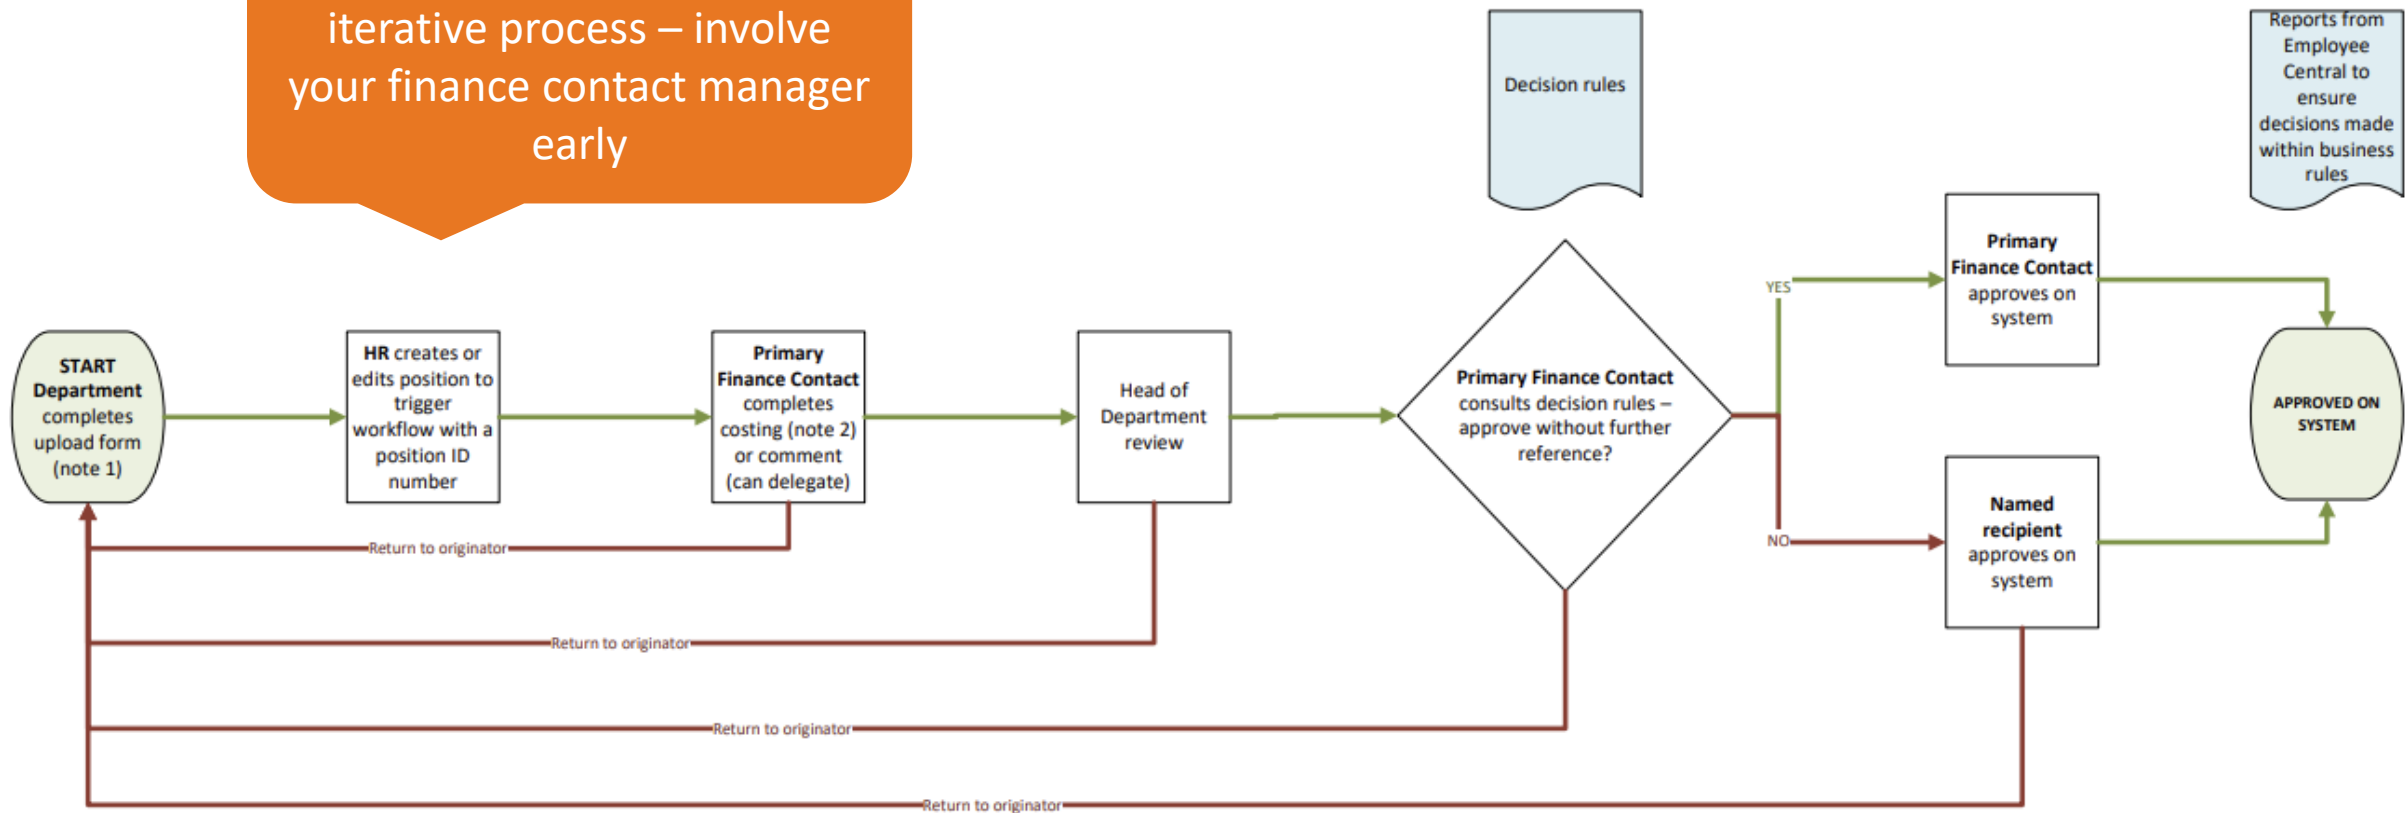 iterative process – involve
your finance contact manager
early
Decision rules
Reports from
Employee
Central to
ensure
decisions made
within business
rules
START
Department
completes
upload form
(note 1)
HR creates or
edits position to
trigger
workflow with a
position ID
number
Primary
Finance Contact
completes
costing (note 2)
or comment
(can delegate)
Head of
Department
review
Primary Finance Contact
consults decision rules –
approve without further
reference?
YES
NO
Primary
Finance Contact
approves on
system
Named
recipient
approves on
system
APPROVED ON
SYSTEM
Return to originator
Return to originator
Return to originator
Return to originator